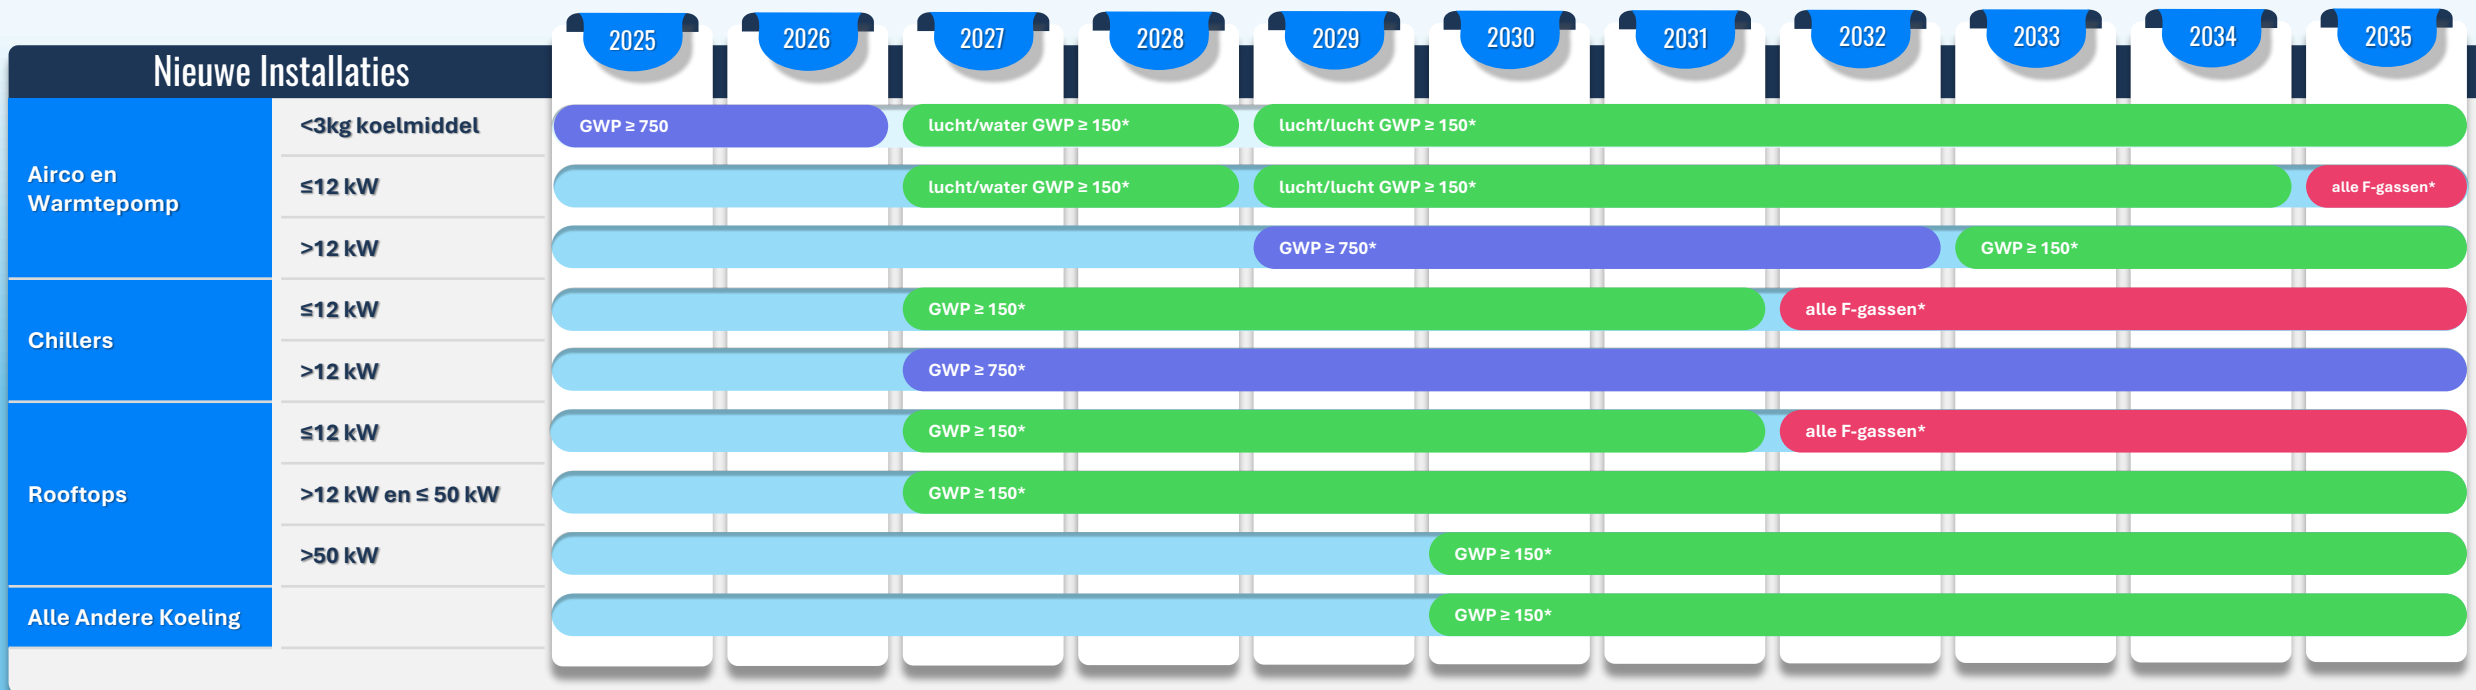 2025 2026 2027 2028 2029 2030 2031 2032 2033 2034 2035
Nieuwe Installaties
Airco en
Warmtepomp
<3kg koelmiddel
GWP ≥ 750
lucht/water GWP ≥ 150*
lucht/lucht GWP ≥ 150*
≤12 kW
lucht/water GWP ≥ 150*
lucht/lucht GWP ≥ 150*
alle F-gassen*
>12 kW
GWP ≥ 750*
GWP ≥ 150*
Chillers
≤12 kW
GWP ≥ 150*
alle F-gassen*
>12 kW
GWP ≥ 750*
Rooftops
≤12 kW
GWP ≥ 150*
alle F-gassen*
>12 kW en ≤ 50 kW
GWP ≥ 150*
>50 kW
GWP ≥ 150*
Alle Andere Koeling
GWP ≥ 150*